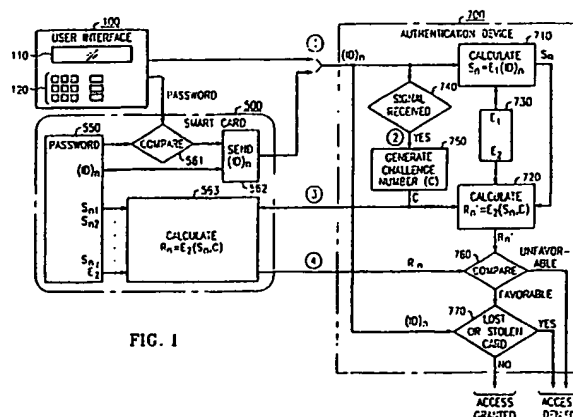 100
USER INTERFACE
110
120
PASSWORD
500
SMART CARD
550
PASSWORD
COMPARE
561
SEND
(ID)n
562
(ID)n
553
Sn1
Sn2
CALCULATE
Rn=E2(Sn,C)
E2
1
3
4
Rn
(ID)n
700
AUTHENTICATION DEVICE
710
(ID)n
CALCULATE
Sn=E1(ID)n
Sn
740
SIGNAL
RECEIVED
730
E1
E2
2
YES
750
GENERATE
CHALLENGE
NUMBER (C)
C
720
CALCULATE
Rn'=E2(Sn,C)
Rn'
760
COMPARE
UNFAVOR-
ABLE
FAVORABLE
770
LOST
OR STOLEN
CARD
YES
NO
ACCESS
GRANTED
FIG. 1